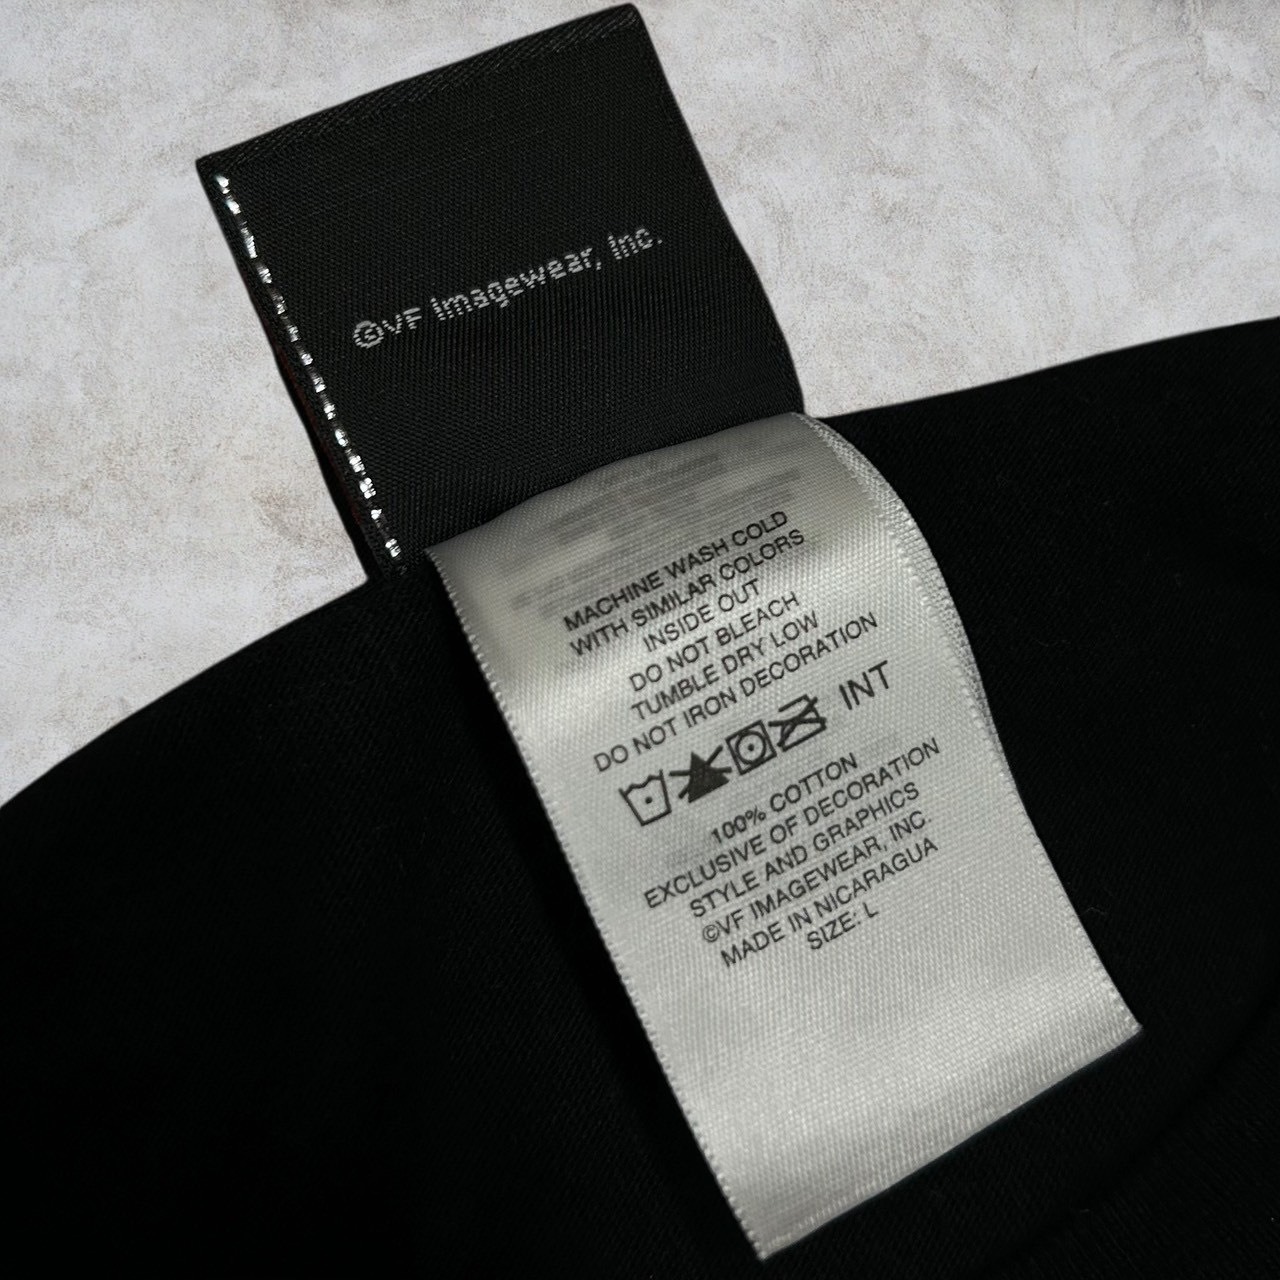 ©VF Imagewear, Inc.
MACHINE WASH COLD
WITH SIMILAR COLORS
INSIDE OUT
DO NOT BLEACH
TUMBLE DRY LOW
DO NOT IRON DECORATION
INT
100% COTTON
EXCLUSIVE OF DECORATION
STYLE AND GRAPHICS
©VF IMAGEWEAR, INC.
MADE IN NICARAGUA
SIZE: L